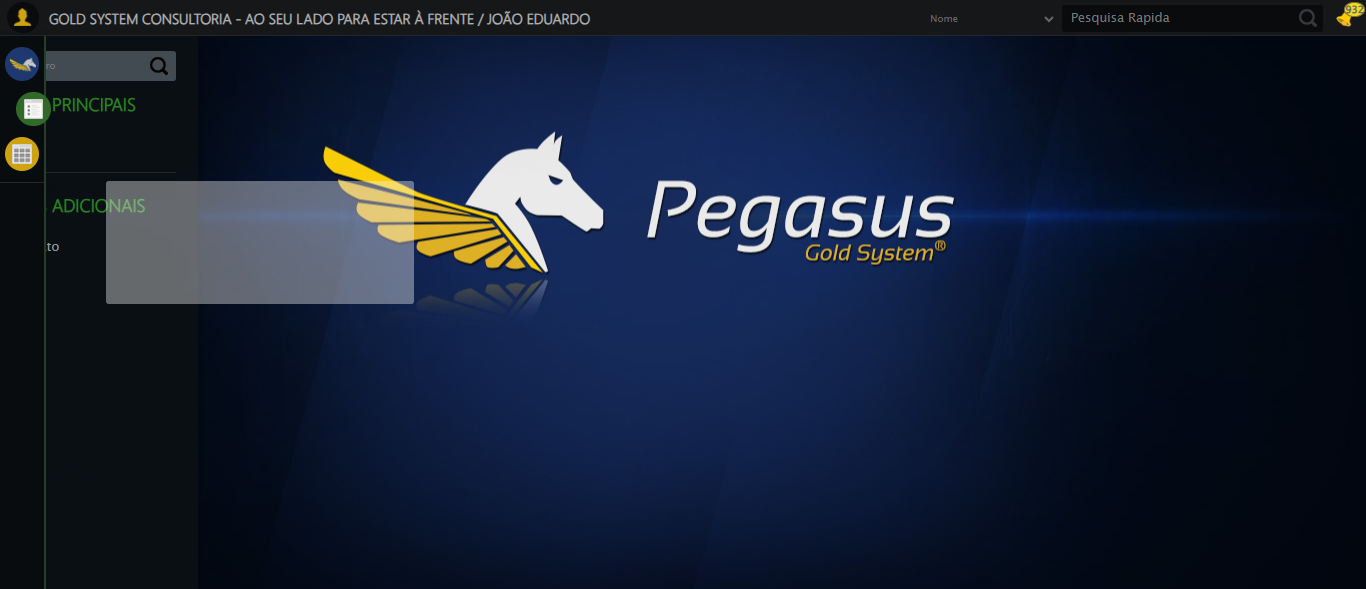 GOLD SYSTEM CONSULTORIA - AO SEU LADO PARA ESTAR À FRENTE / JOÃO EDUARDO
Nome
Pesquisa Rapida
932
ro
PRINCIPAIS
ADICIONAIS
to
Pegasus
Gold System®